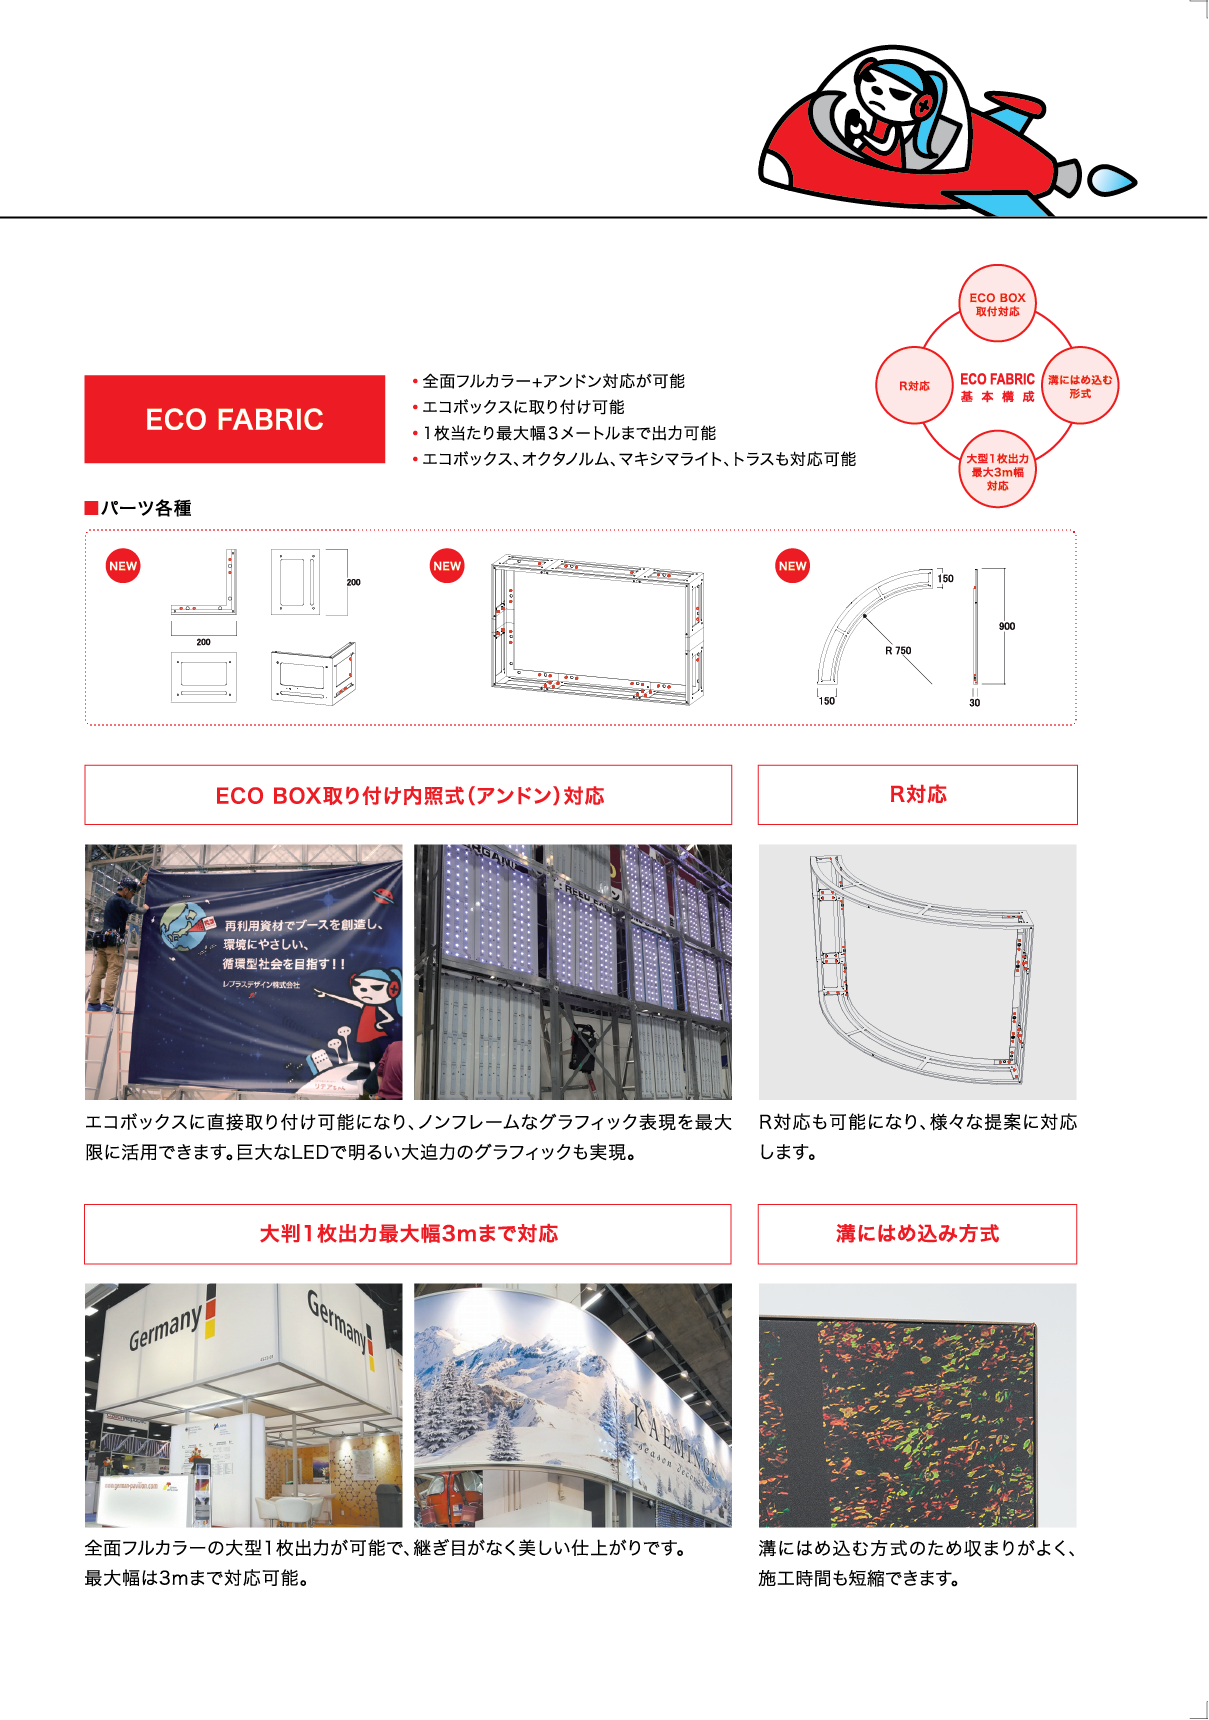 ECO BOX
取付対応
R対応
ECO FABRIC
基本構成
溝にはめ込む
形式
大型1枚出力
最大3m幅
対応
ECO FABRIC
•全面フルカラー+アンドン対応が可能
•エコボックスに取り付け可能
•1枚当たり最大幅3メートルまで出力可能
•エコボックス、オクタノルム、マキシマライト、トラスも対応可能
■パーツ各種
NEW
200
200
NEW
NEW
150
R 750
150
900
30
ECO BOX取り付け内照式（アンドン）対応
R対応
再利用資材でブースを創造し、
環境にやさしい、
循環型社会を目指す!!
レプラスデザイン株式会社
エコボックスに直接取り付け可能になり、ノンフレームなグラフィック表現を最大
限に活用できます。巨大なLEDで明るい大迫力のグラフィックも実現。
R対応も可能になり、様々な提案に対応
します。
大判1枚出力最大幅3mまで対応
溝にはめ込み方式
Germany
Germany
www.german-pavilion.com
KAEMINGK
season decorations
全面フルカラーの大型1枚出力が可能で、継ぎ目がなく美しい仕上がりです。
最大幅は3mまで対応可能。
溝にはめ込む方式のため収まりがよく、
施工時間も短縮できます。